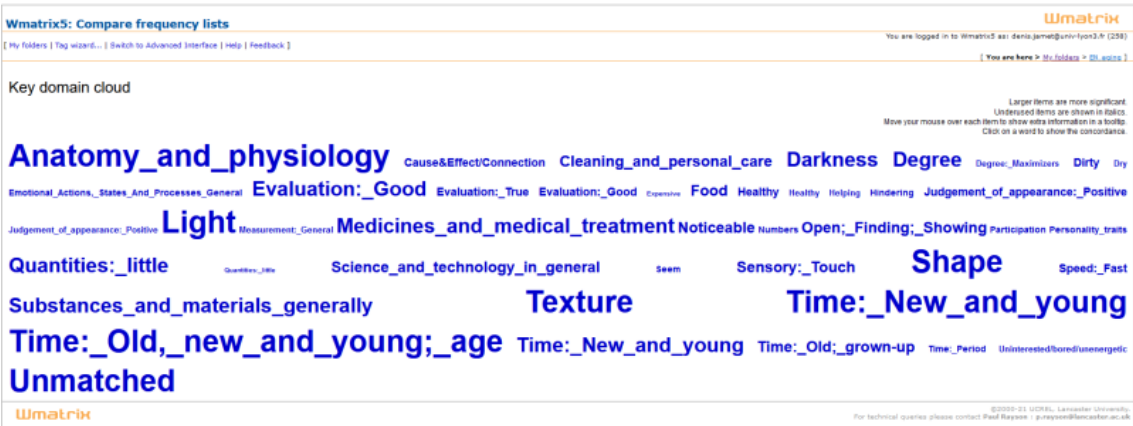 Wmatrix5: Compare frequency lists
Wmatrix
[ My folders | Tag wizard... | Switch to Advanced Interface | Help | Feedback ]
You are logged in to Wmatrix5 as: denis.jamet@univ-lyon3.fr (258)
[ You are here > My folders > EN_aging ]
Key domain cloud
Larger items are more significant.
Underused items are shown in italics.
Move your mouse over each item to show extra information in a tooltip.
Click on a word to show the concordance.
Anatomy_and_physiology Cause&Effect/Connection Cleaning_and_personal_care Darkness Degree Degree:_Maximizers Dirty Dry
Emotional_Actions,_States_And_Processes_General Evaluation:_Good Evaluation:_True Evaluation:_Good Expensive Food Healthy Healthy Helping Hindering Judgement_of_appearance:_Positive
Judgement_of_appearance:_Positive Light Measurement:_General Medicines_and_medical_treatment Noticeable Numbers Open;_Finding;_Showing Participation Personality_traits
Quantities:_little Quantities:_little Science_and_technology_in_general Seem Sensory:_Touch Shape Speed:_Fast
Substances_and_materials_generally Texture Time:_New_and_young
Time:_Old,_new_and_young;_age Time:_New_and_young Time:_Old;_grown-up Time:_Period Uninterested/bored/unenergetic
Unmatched
Wmatrix
©2000-21 UCREL, Lancaster University.
For technical queries please contact Paul Rayson : p.rayson@lancaster.ac.uk